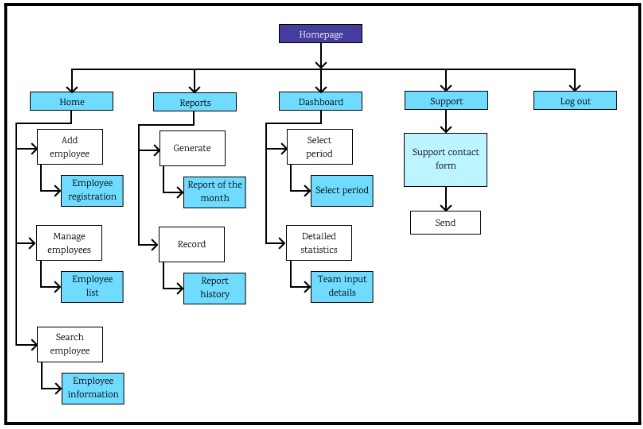 Homepage
Home
Reports
Dashboard
Support
Log out
Add
employee
Employee
registration
Manage
employees
Employee
list
Search
employee
Employee
information
Generate
Report of the
month
Record
Report
history
Select
period
Select period
Detailed
statistics
Team input
details
Support contact
form
Send